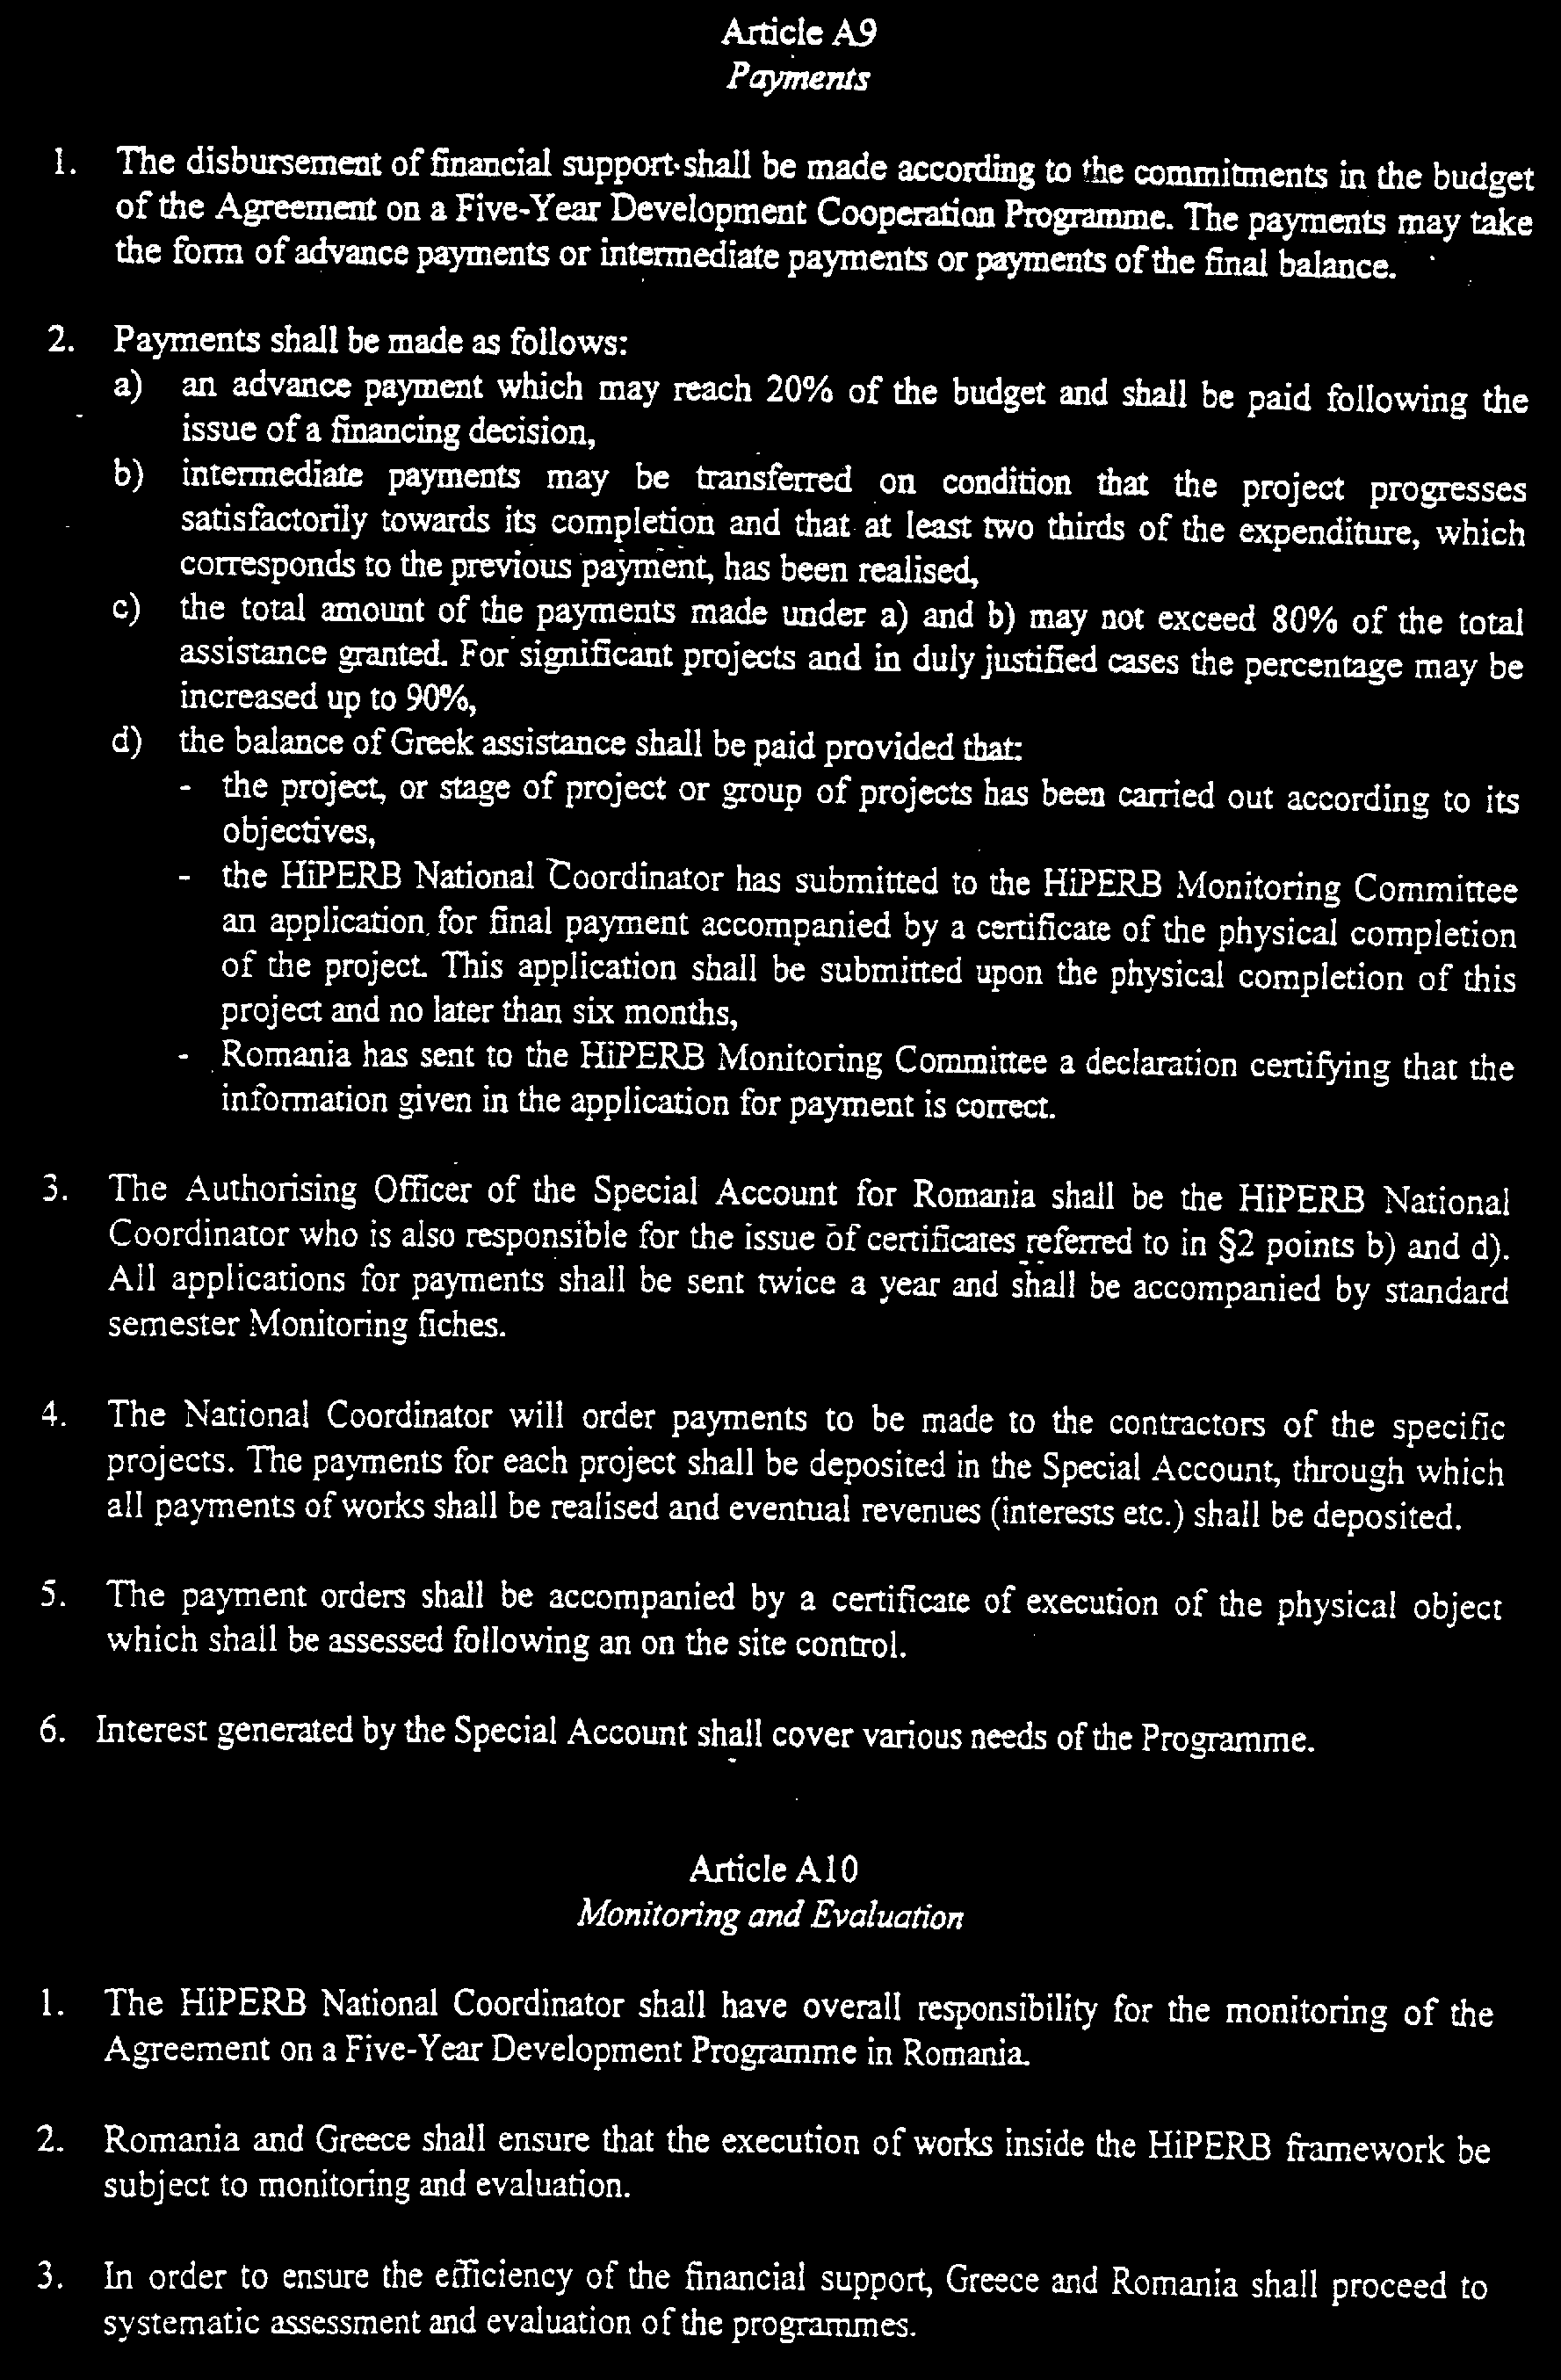 Article A9
Payments
1. The disbursement of financial support shall be made according to the commitments in the budget
of the Agreement on a Five-Year Development Cooperation Programme. The payments may take
the form of advance payments or intermediate payments or payments of the final balance.
2. Payments shall be made as follows:
a) an advance payment which may reach 20% of the budget and shall be paid following the
issue of a financing decision,
b) intermediate payments may be transferred on condition that the project progresses
satisfactorily towards its completion and that at least two thirds of the expenditure, which
corresponds to the previous payment, has been realised,
c) the total amount of the payments made under a) and b) may not exceed 80% of the total
assistance granted. For significant projects and in duly justified cases the percentage may be
increased up to 90%,
d) the balance of Greek assistance shall be paid provided that:
- the project, or stage of project or group of projects has been carried out according to its
objectives,
- the HiPERB National Coordinator has submitted to the HiPERB Monitoring Committee
an application for final payment accompanied by a certificate of the physical completion
of the project. This application shall be submitted upon the physical completion of this
project and no later than six months,
- Romania has sent to the HiPERB Monitoring Committee a declaration certifying that the
information given in the application for payment is correct.
3. The Authorising Officer of the Special Account for Romania shall be the HiPERB National
Coordinator who is also responsible for the issue of certificates referred to in §2 points b) and d).
All applications for payments shall be sent twice a year and shall be accompanied by standard
semester Monitoring fiches.
4. The National Coordinator will order payments to be made to the contractors of the specific
projects. The payments for each project shall be deposited in the Special Account, through which
all payments of works shall be realised and eventual revenues (interests etc.) shall be deposited.
5. The payment orders shall be accompanied by a certificate of execution of the physical object
which shall be assessed following an on the site control.
6. Interest generated by the Special Account shall cover various needs of the Programme.
Article A10
Monitoring and Evaluation
1. The HiPERB National Coordinator shall have overall responsibility for the monitoring of the
Agreement on a Five-Year Development Programme in Romania.
2. Romania and Greece shall ensure that the execution of works inside the HiPERB framework be
subject to monitoring and evaluation.
3. In order to ensure the efficiency of the financial support, Greece and Romania shall proceed to
systematic assessment and evaluation of the programmes.